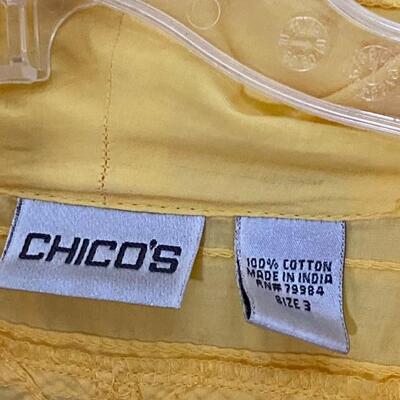 CHICO'S
100% COTTON
MADE IN INDIA
RN# 79984
SIZE 3